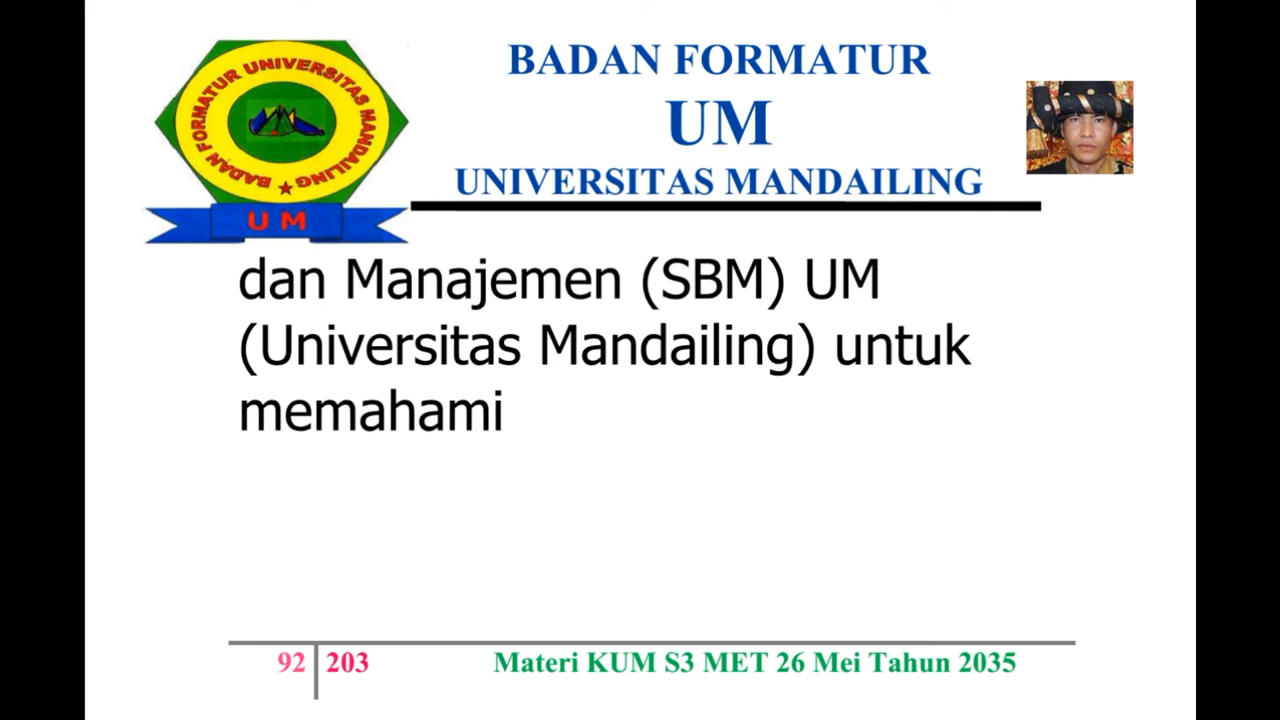 BADAN FORMATUR UNIVERSITAS MANDAILING
U M
BADAN FORMATUR
UM
UNIVERSITAS MANDAILING
dan Manajemen (SBM) UM
(Universitas Mandailing) untuk
memahami
92 203 Materi KUM S3 MET 26 Mei Tahun 2035